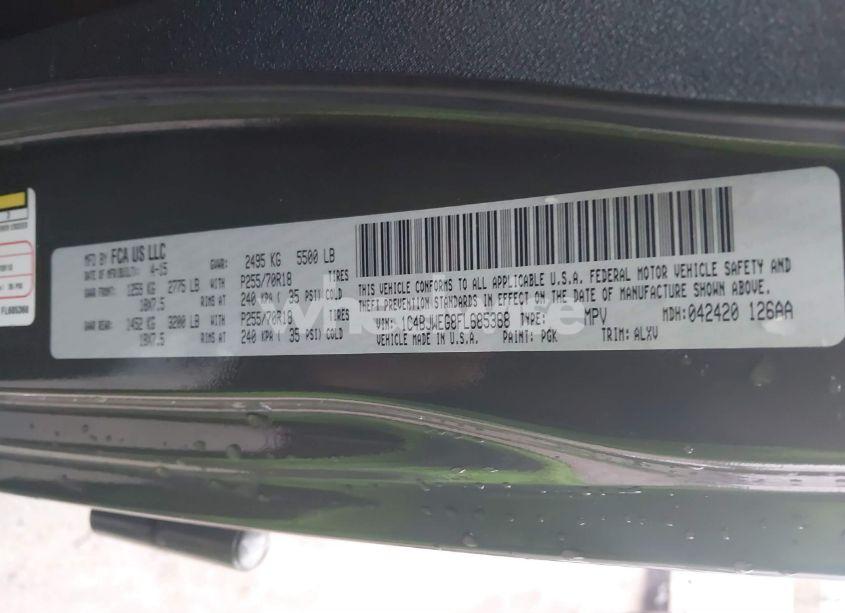 MFD BY FCA US LLC
DATE OF MFR(BUILT): 4-15
GVWR: 2495 KG 5500 LB
GAWR FRONT: 1259 KG 2775 LB WITH P255/70R18 TIRES
18X7.5 RIMS AT 240 KPA ( 35 PSI) COLD
GAWR REAR: 1452 KG 3200 LB WITH P255/70R18 TIRES
18X7.5 RIMS AT 240 KPA ( 35 PSI) COLD
THIS VEHICLE CONFORMS TO ALL APPLICABLE U.S.A. FEDERAL MOTOR VEHICLE SAFETY AND
THEFT PREVENTION STANDARDS IN EFFECT ON THE DATE OF MANUFACTURE SHOWN ABOVE.
VIN: TYPE: MPV MDH: 042420 126AA
VEHICLE MADE IN U.S.A. PAINT: PGK TRIM: ALXV
FL685368